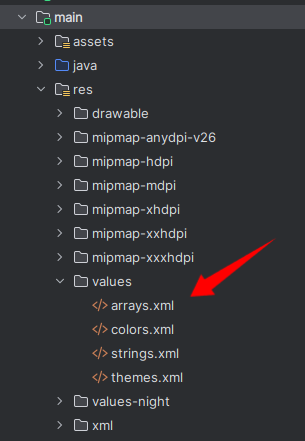 main
assets
java
res
drawable
mipmap-anydpi-v26
mipmap-hdpi
mipmap-mdpi
mipmap-xhdpi
mipmap-xxhdpi
mipmap-xxxhdpi
values
</> arrays.xml
</> colors.xml
</> strings.xml
</> themes.xml
values-night
xml